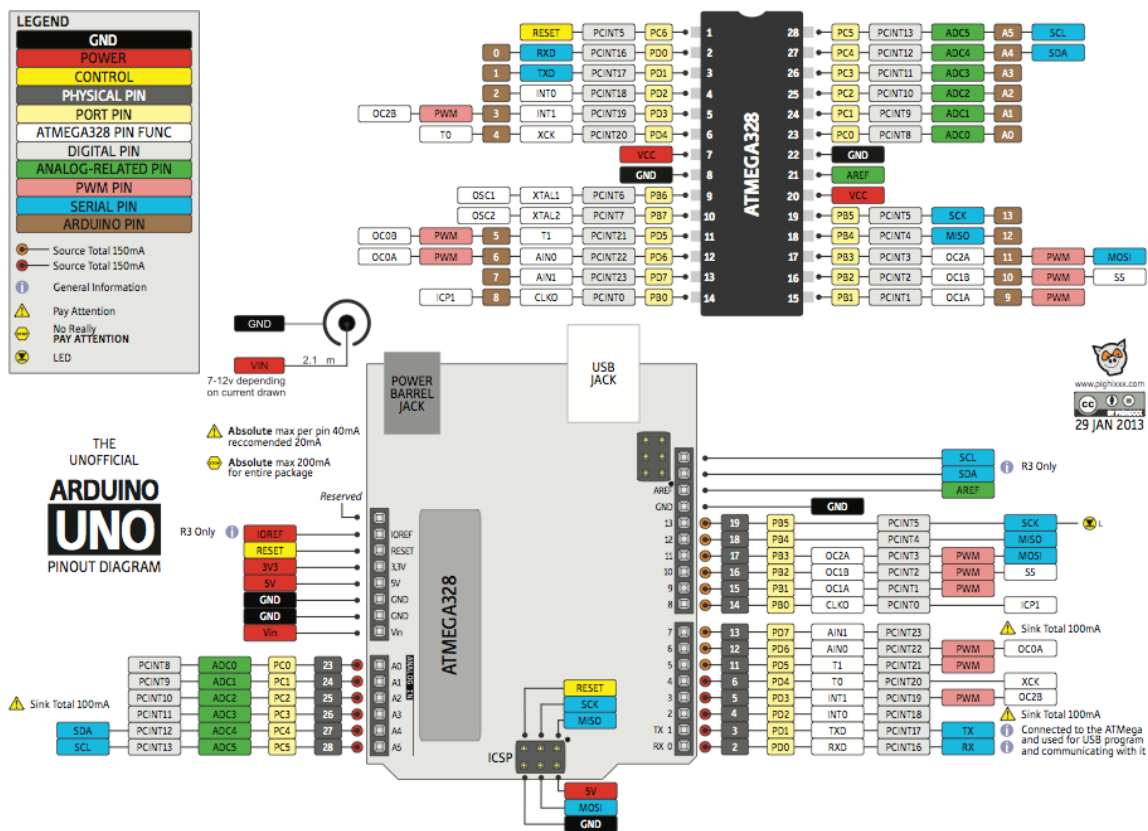 LEGEND
GND
POWER
CONTROL
PHYSICAL PIN
PORT PIN
ATMEGA328 PIN FUNC
DIGITAL PIN
ANALOG-RELATED PIN
PWM PIN
SERIAL PIN
ARDUINO PIN
Source Total 150mA
Source Total 150mA
General Information
Pay Attention
No Really
PAY ATTENTION
LED
RESET PCINT5 PC6 1
0 RXD PCINT16 PD0 2
1 TXD PCINT17 PD1 3
2 INT0 PCINT18 PD2 4
OC2B PWM 3 INT1 PCINT19 PD3 5
T0 4 XCK PCINT20 PD4 6
VCC 7
GND 8
OSC1 XTAL1 PCINT6 PB6 9
OSC2 XTAL2 PCINT7 PB7 10
OC0B PWM 5 T1 PCINT21 PD5 11
OC0A PWM 6 AIN0 PCINT22 PD6 12
7 AIN1 PCINT23 PD7 13
ICP1 8 CLKO PCINT0 PB0 14
ATMEGA328
28 PC5 PCINT13 ADC5 A5 SCL
27 PC4 PCINT12 ADC4 A4 SDA
26 PC3 PCINT11 ADC3 A3
25 PC2 PCINT10 ADC2 A2
24 PC1 PCINT9 ADC1 A1
23 PC0 PCINT8 ADC0 A0
22 GND
21 AREF
20 VCC
19 PB5 PCINT5 SCK 13
18 PB4 PCINT4 MISO 12
17 PB3 PCINT3 OC2A 11 PWM MOSI
16 PB2 PCINT2 OC1B 10 PWM SS
15 PB1 PCINT1 OC1A 9 PWM
GND
VIN 2.1 m
7-12v depending
on current drawn
POWER
BARREL
JACK
USB
JACK
www.pighixxx.com
cc
BY PIGHIXXX
29 JAN 2013
Absolute max per pin 40mA
reccomended 20mA
Absolute max 200mA
for entire package
THE
UNOFFICIAL
ARDUINO
UNO
PINOUT DIAGRAM
Reserved
R3 Only IOREF IOREF
RESET RESET
3V3 3,3V
5V 5V
GND GND
GND GND
Vin Vin
ATMEGA328
ANALOG IN
PCINT8 ADC0 PC0 23 A0
PCINT9 ADC1 PC1 24 A1
PCINT10 ADC2 PC2 25 A2
Sink Total 100mA
PCINT11 ADC3 PC3 26 A3
SDA PCINT12 ADC4 PC4 27 A4
SCL PCINT13 ADC5 PC5 28 A5
SCL
SDA R3 Only
AREF AREF
GND GND
13 19 PB5 PCINT5 SCK L
12 18 PB4 PCINT4 MISO
11 17 PB3 OC2A PCINT3 PWM MOSI
10 16 PB2 OC1B PCINT2 PWM SS
9 15 PB1 OC1A PCINT1 PWM
8 14 PB0 CLKO PCINT0 ICP1
7 13 PD7 AIN1 PCINT23 Sink Total 100mA
6 12 PD6 AIN0 PCINT22 PWM OC0A
5 11 PD5 T1 PCINT21 PWM
4 6 PD4 T0 PCINT20 XCK
3 5 PD3 INT1 PCINT19 PWM OC2B
2 4 PD2 INT0 PCINT18 Sink Total 100mA
TX 1 3 PD1 TXD PCINT17 TX
RX 0 2 PD0 RXD PCINT16 RX
Connected to the ATMega
and used for USB program
and communicating with it
RESET
SCK
MISO
ICSP
5V
MOSI
GND